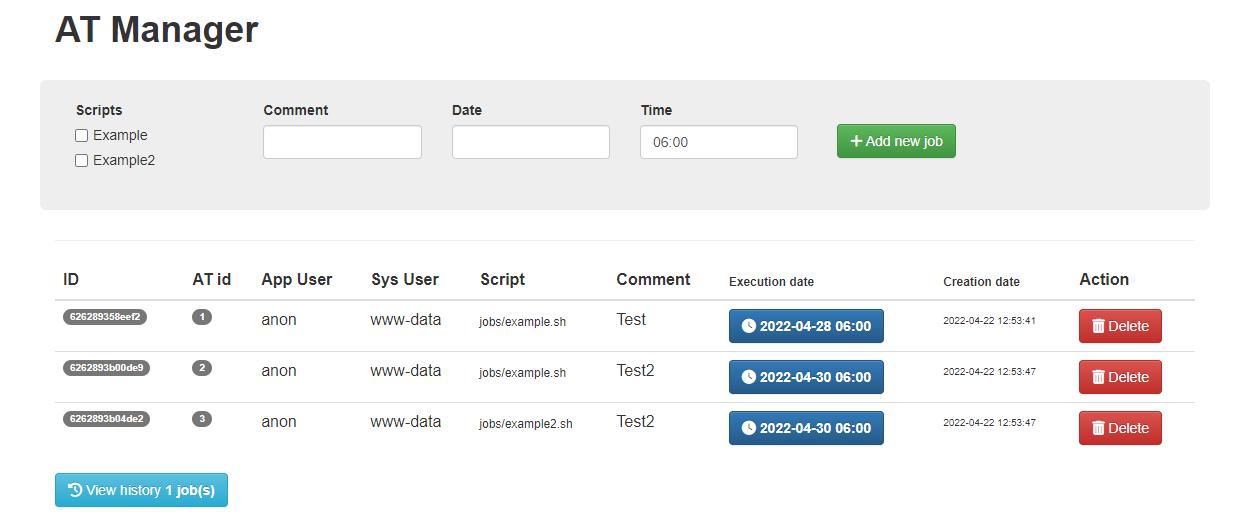 AT Manager
Scripts Comment Date Time
Example
Example2
06:00
Add new job
ID AT id App User Sys User Script Comment Execution date Creation date Action
626289358eef2 1 anon www-data jobs/example.sh Test 2022-04-28 06:00 2022-04-22 12:53:41 Delete
6262893b00de9 2 anon www-data jobs/example.sh Test2 2022-04-30 06:00 2022-04-22 12:53:47 Delete
6262893b04de2 3 anon www-data jobs/example2.sh Test2 2022-04-30 06:00 2022-04-22 12:53:47 Delete
View history 1 job(s)